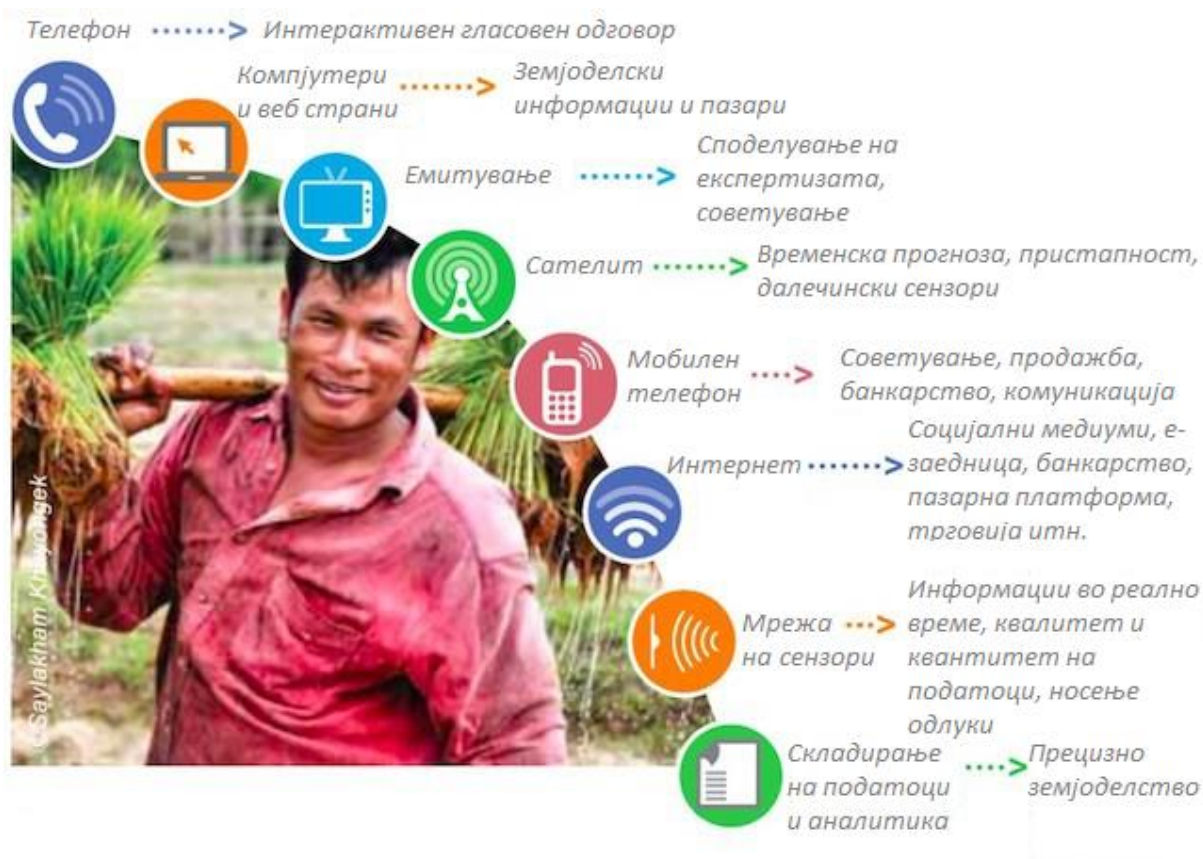 Телефон
Интерактивен гласовен одговор
Компјутери
и веб страни
Земјоделски
информации и пазари
Емитување
Споделување на
експертизата,
советување
Сателит
Временска прогноза, пристапност,
далечински сензори
Мобилен
телефон
Советување, продажба,
банкарство, комуникација
Интернет
Социјални медиуми, е-
заедница, банкарство,
пазарна платформа,
трговија итн.
Мрежа
на сензори
Информации во реално
време, квалитет и
квантитет на
податоци, носење
одлуки
Складирање
на податоци
и аналитика
Прецизно
земјоделство
Saylakham